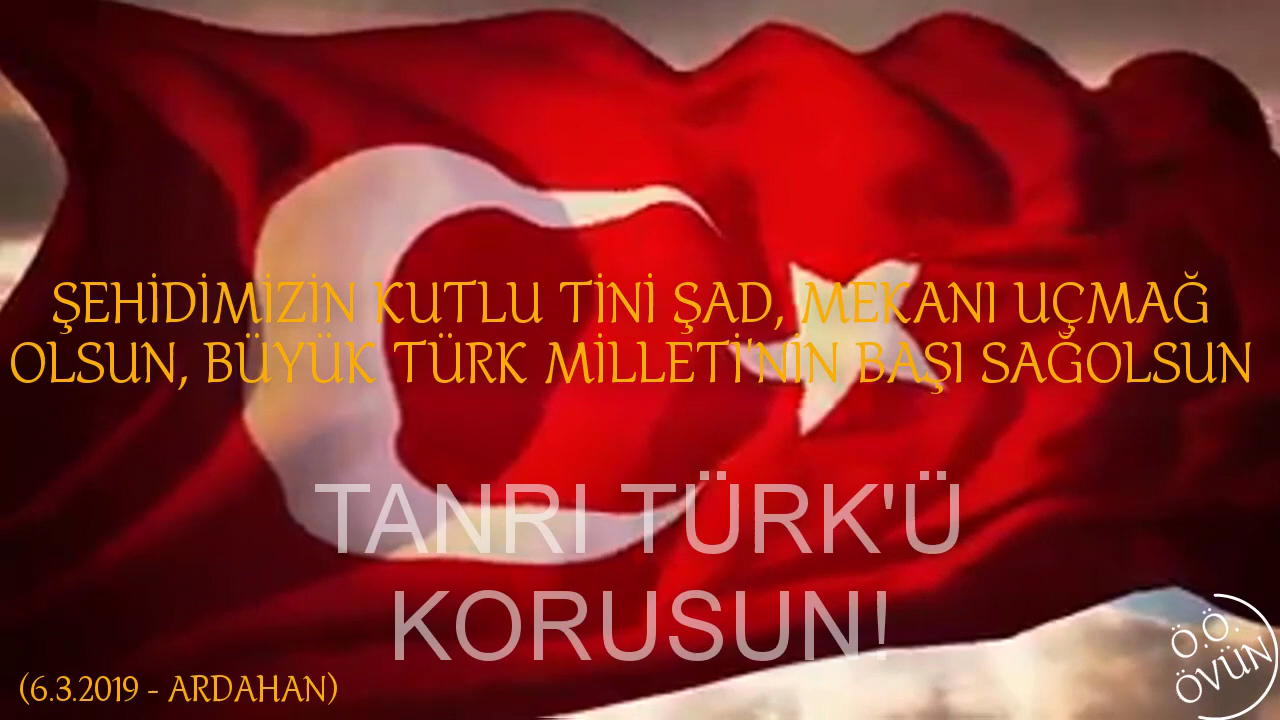 ŞEHİDİMİZİN KUTLU TİNİ ŞAD, MEKANI UÇMAĞ
OLSUN, BÜYÜK TÜRK MİLLETİ'NİN BAŞI SAĞOLSUN
TANRI TÜRK'Ü
KORUSUN!
(6.3.2019 - ARDAHAN)
Ö.Ö.
ÖVÜN